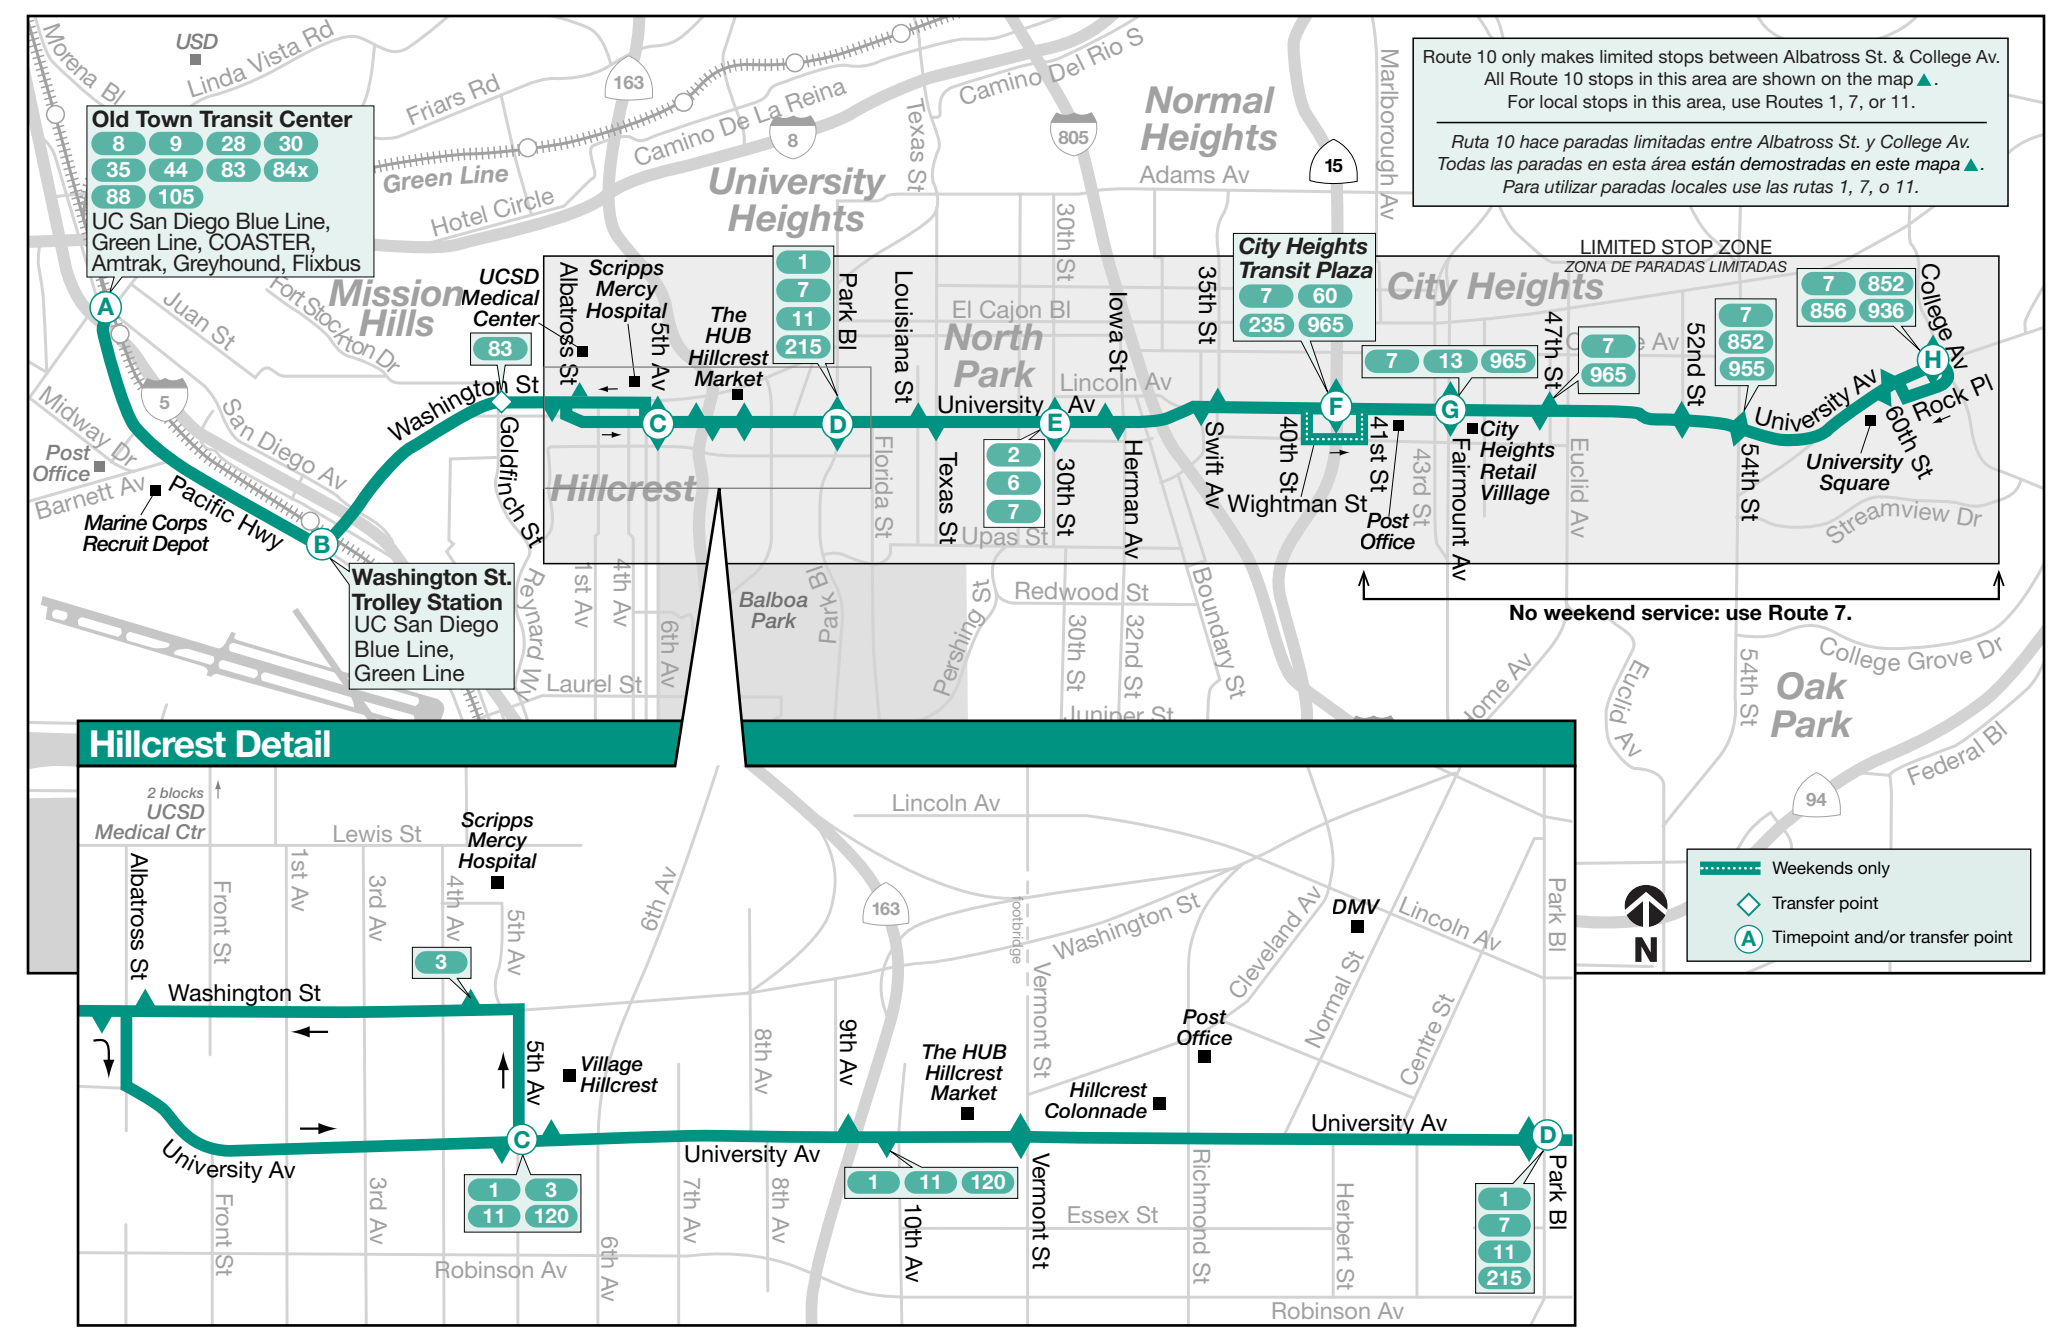 Morena Bl
USD
Linda Vista Rd
Friars Rd
163
Camino De La Reina
8
Camino Del Rio S
Texas St
805
Normal
Heights
Adams Av
15
Marlborough Av
Route 10 only makes limited stops between Albatross St. & College Av.
All Route 10 stops in this area are shown on the map ▲.
For local stops in this area, use Routes 1, 7, or 11.
Ruta 10 hace paradas limitadas entre Albatross St. y College Av.
Todas las paradas en esta área están demostradas en este mapa ▲.
Para utilizar paradas locales use las rutas 1, 7, o 11.
Old Town Transit Center
8 9 28 30
35 44 83 84x
88 105
UC San Diego Blue Line,
Green Line, COASTER,
Amtrak, Greyhound, Flixbus
Green Line
Hotel Circle
University
Heights
30th St
A
Juan St
Fort Stockton Dr
Mission
Hills
UCSD
Medical
Center
83
Albatross St
Scripps
Mercy
Hospital
5th Av
The
HUB
Hillcrest
Market
1
7
11
215
Park Bl
Louisiana St
El Cajon Bl
North
Park
Lincoln Av
Iowa St
35th St
City Heights
Transit Plaza
7 60
235 965
City Heights
LIMITED STOP ZONE
ZONA DE PARADAS LIMITADAS
7 13 965
47th St
7
965
52nd St
7
852
955
7 852
856 936
College Av
H
Rock Pl
University Av
60th St
University
Square
54th St
Streamview Dr
5
Midway Dr
Post
Office
Barnett Av
Marine Corps
Recruit Depot
Pacific Hwy
San Diego Av
B
Washington St
Goldfinch St
Hillcrest
C
D
University Av
E
F
G
Florida St
Texas St
2
6
7
30th St
Upas St
Herman Av
Swift Av
40th St
Wightman St
41st St
Post
Office
43rd St
Fairmount Av
City
Heights
Retail
Villlage
Euclid Av
No weekend service: use Route 7.
Washington St.
Trolley Station
UC San Diego
Blue Line,
Green Line
Reynard Wy
1st Av
4th Av
6th Av
Laurel St
Balboa
Park
Park Bl
Pershing St
Redwood St
30th St
32nd St
Juniper St
Boundary St
Home Av
Euclid Av
54th St
College Grove Dr
Oak
Park
Federal Bl
94
Weekends only
Transfer point
A Timepoint and/or transfer point
N
Hillcrest Detail
2 blocks
UCSD
Medical Ctr
Lewis St
Scripps
Mercy
Hospital
Albatross St
Front St
1st Av
3rd Av
4th Av
5th Av
6th Av
163
Lincoln Av
footbridge
Washington St
Cleveland Av
DMV
Lincoln Av
Park Bl
3
Washington St
Vermont St
Normal St
Centre St
Post
Office
5th Av
Village
Hillcrest
8th Av
9th Av
The HUB
Hillcrest
Market
Hillcrest
Colonnade
University Av
C
D
University Av
University Av
1 3
11 120
1 11 120
1
7
11
215
Park Bl
Front St
3rd Av
6th Av
7th Av
8th Av
10th Av
Vermont St
Essex St
Richmond St
Herbert St
Robinson Av
Robinson Av